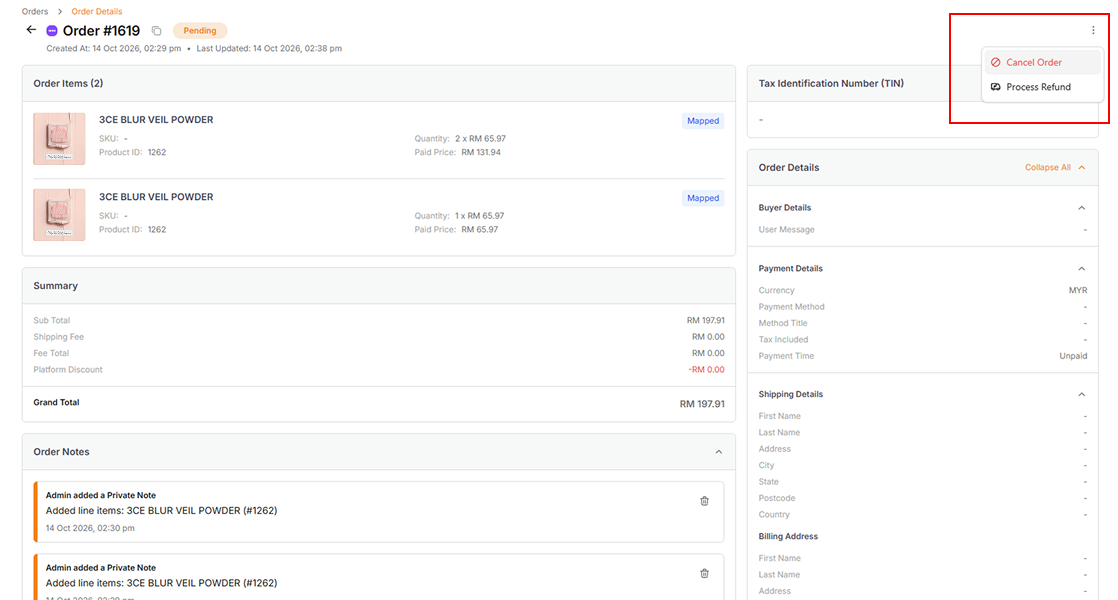 Orders > Order Details
Order #1619 Pending
Created At: 14 Oct 2026, 02:29 pm • Last Updated: 14 Oct 2026, 02:38 pm
Cancel Order
Process Refund
Order Items (2)
3CE BLUR VEIL POWDER
Mapped
SKU: -
Quantity: 2 x RM 65.97
Product ID: 1262
Paid Price: RM 131.94
3CE BLUR VEIL POWDER
Mapped
SKU: -
Quantity: 1 x RM 65.97
Product ID: 1262
Paid Price: RM 65.97
Summary
Sub Total RM 197.91
Shipping Fee RM 0.00
Fee Total RM 0.00
Platform Discount -RM 0.00
Grand Total RM 197.91
Order Notes
Admin added a Private Note
Added line items: 3CE BLUR VEIL POWDER (#1262)
14 Oct 2026, 02:30 pm
Admin added a Private Note
Added line items: 3CE BLUR VEIL POWDER (#1262)
Tax Identification Number (TIN)
-
Order Details Collapse All
Buyer Details
User Message -
Payment Details
Currency MYR
Payment Method -
Method Title -
Tax Included -
Payment Time Unpaid
Shipping Details
First Name -
Last Name -
Address -
City -
State -
Postcode -
Country -
Billing Address
First Name -
Last Name -
Address -